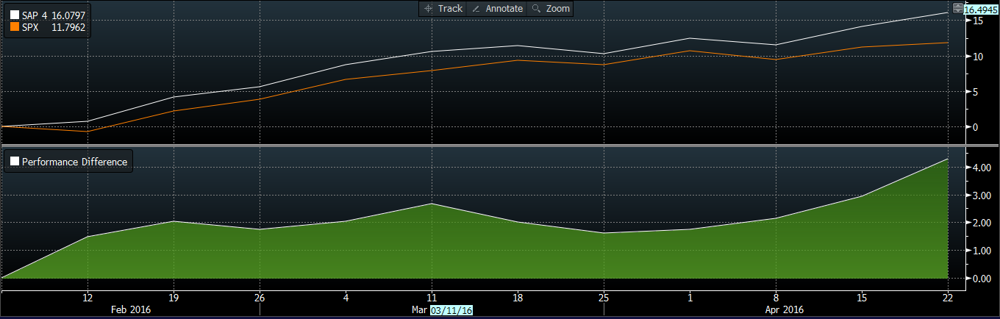 Track Annotate Zoom
SAP 4 16.0797
SPX 11.7962
16.4945
15
10
5
0
Performance Difference
4.00
3.00
2.00
1.00
0.00
12 19 26 4 11 18 25 1 8 15 22
Feb 2016 Mar 03/11/16 Apr 2016